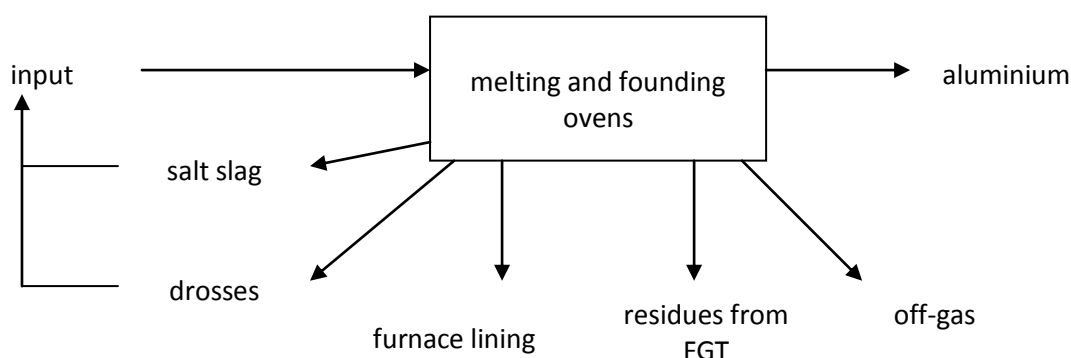 input
melting and founding
ovens
aluminium
salt slag
drosses
furnace lining
residues from
FGT
off-gas